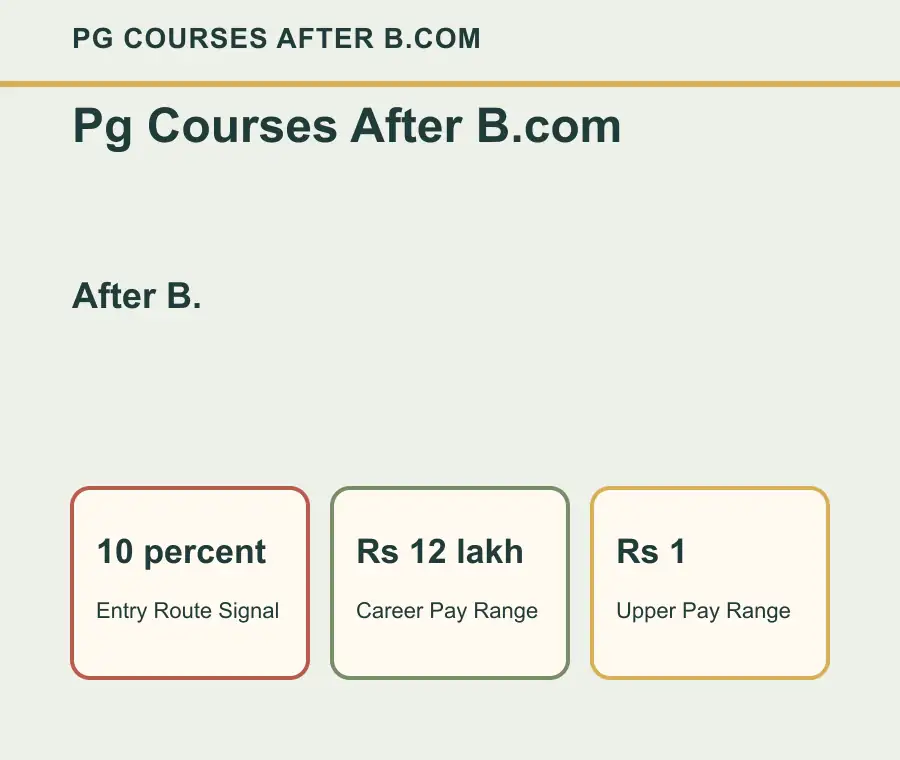 PG COURSES AFTER B.COM
Pg Courses After B.com
After B.
10 percent
Entry Route Signal
Rs 12 lakh
Career Pay Range
Rs 1
Upper Pay Range